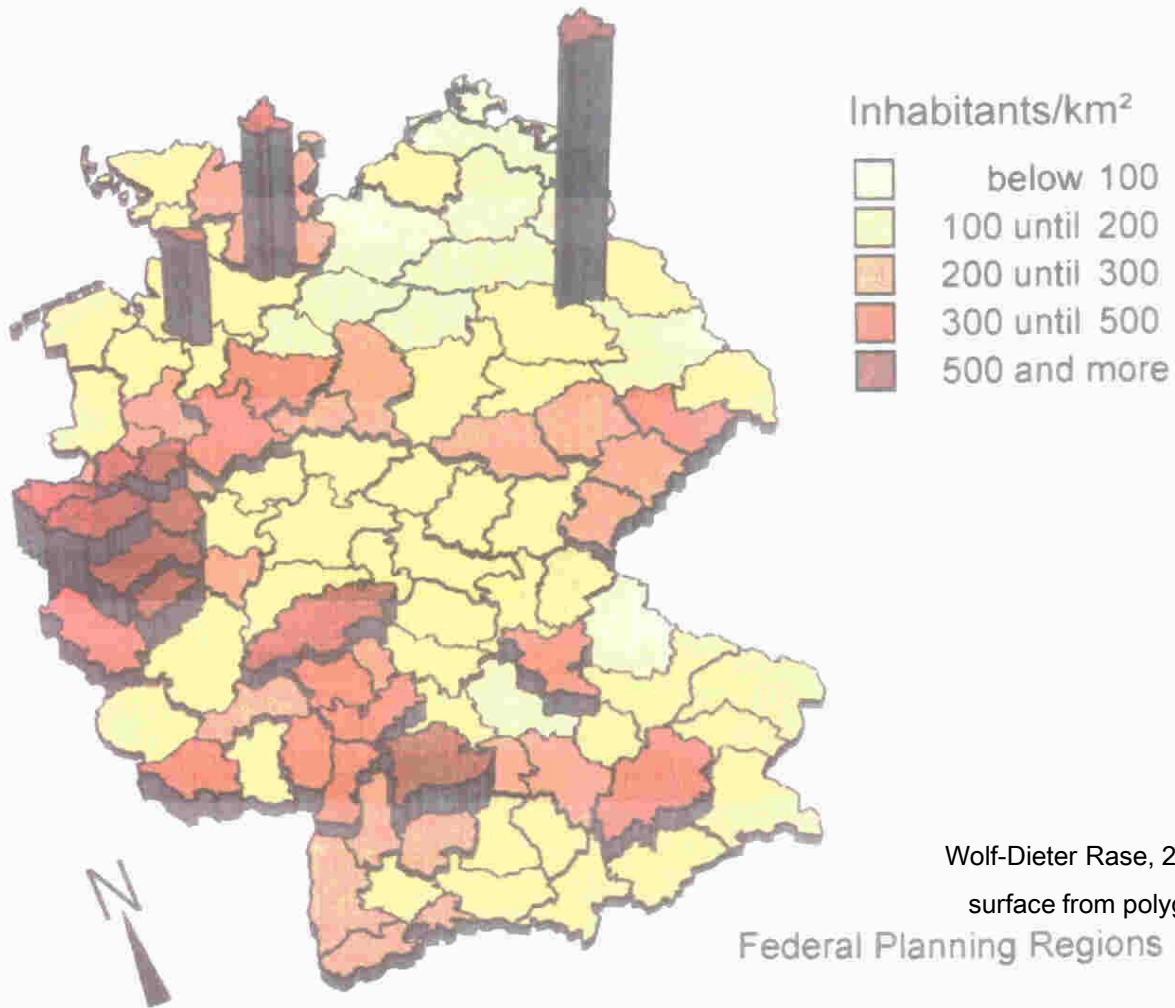 Inhabitants/km²
below 100
100 until 200
200 until 300
300 until 500
500 and more
N
Wolf-Dieter Rase, 2
surface from polyg
Federal Planning Regions